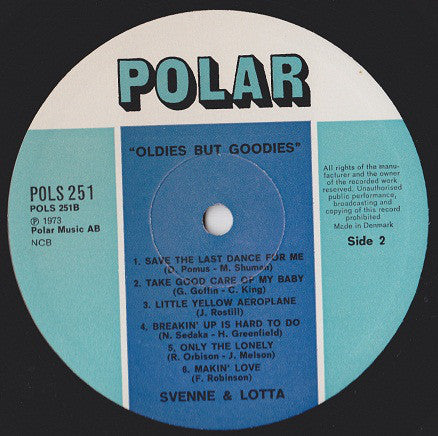 POLAR
"OLDIES BUT GOODIES"
POLS 251
POLS 251B
℗ 1973
Polar Music AB
NCB
All rights of the manu-
facturer and the owner
of the recorded work
reserved. Unauthorised
public performance,
broadcasting and
copying of this record
prohibited
Made in Denmark
Side 2
1. SAVE THE LAST DANCE FOR ME
(D. Pomus - M. Shuman)
2. TAKE GOOD CARE OF MY BABY
(G. Goffin - C. King)
3. LITTLE YELLOW AEROPLANE
(J. Rostill)
4. BREAKIN' UP IS HARD TO DO
(N. Sedaka - H. Greenfield)
5. ONLY THE LONELY
(R. Orbison - J. Melson)
6. MAKIN' LOVE
(F. Robinson)
SVENNE & LOTTA